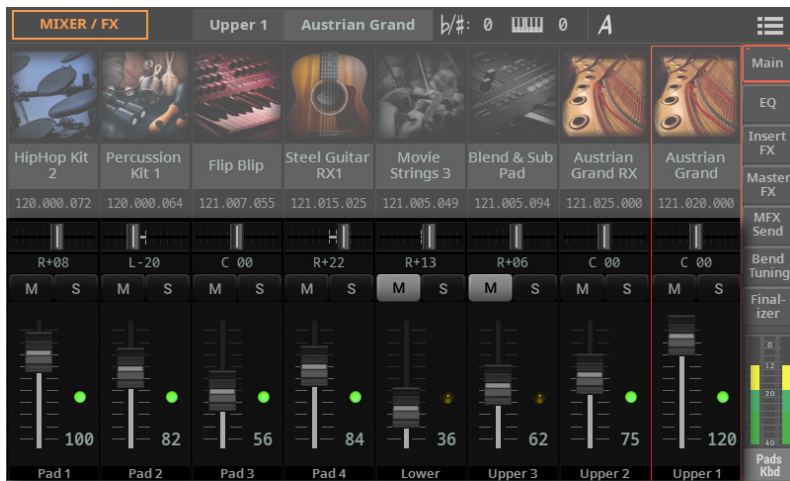 MIXER / FX
Upper 1
Austrian Grand
♭/♯: 0
0
A
HipHop Kit
2
Percussion
Kit 1
Flip Blip
Steel Guitar
RX1
Movie
Strings 3
Blend & Sub
Pad
Austrian
Grand RX
Austrian
Grand
120.000.072
120.000.064
121.007.055
121.015.025
121.005.049
121.005.094
121.025.000
121.020.000
R+08
L-20
C 00
R+22
R+13
R+06
C 00
C 00
M S
M S
M S
M S
M S
M S
M S
M S
100
82
56
84
36
62
75
120
Pad 1
Pad 2
Pad 3
Pad 4
Lower
Upper 3
Upper 2
Upper 1
Main
EQ
Insert
FX
Master
FX
MFX
Send
Bend
Tuning
Final-
izer
0
12
20
40
Pads
Kbd